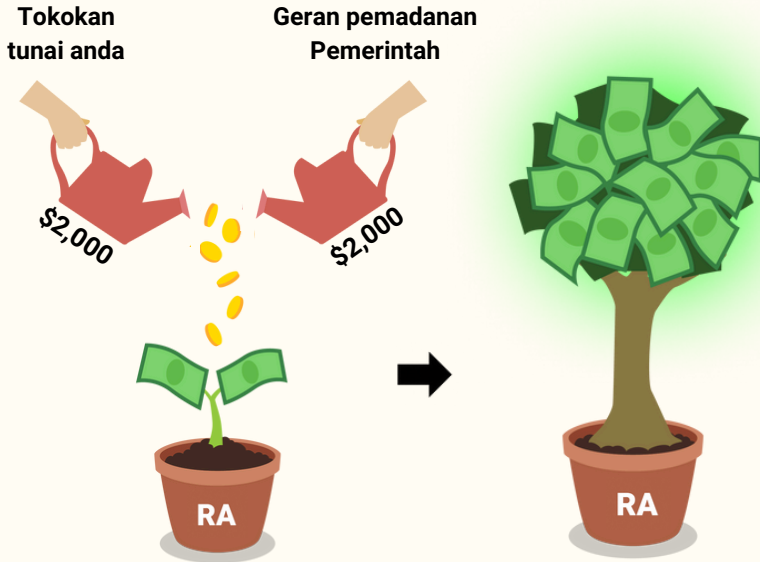 Tokokan
tunai anda
Geran pemadanan
Pemerintah
$2,000
$2,000
RA
RA